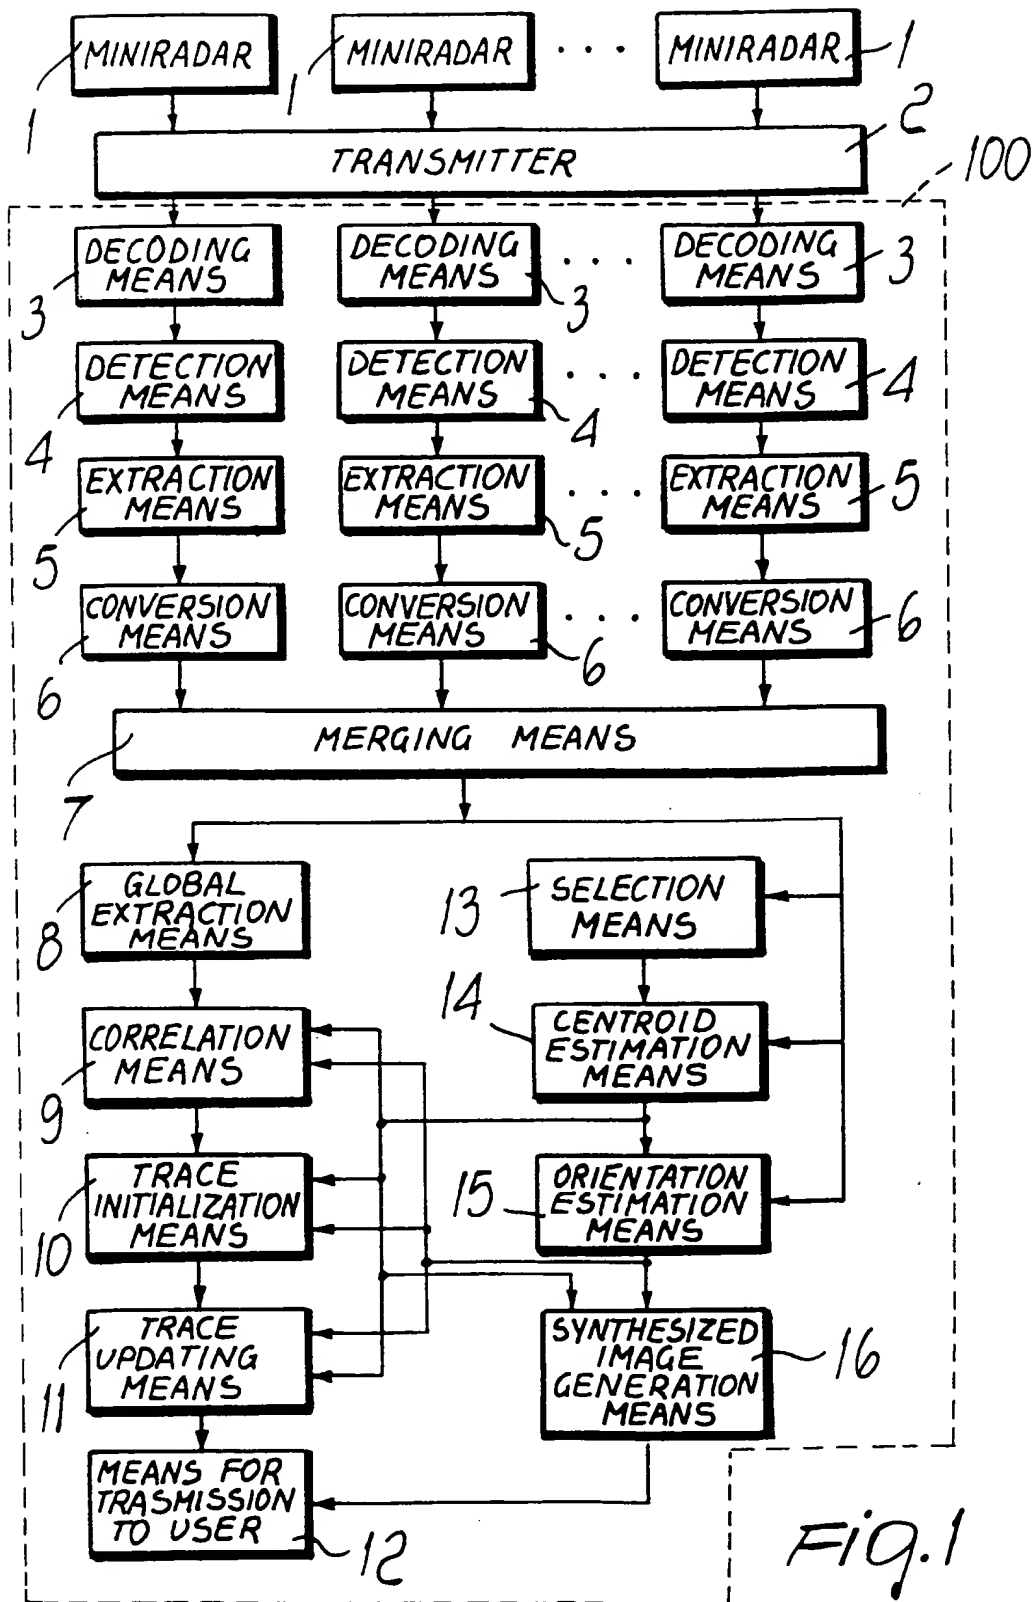 MINIRADAR MINIRADAR . . . MINIRADAR 1
1 1
2
TRANSMITTER
100
DECODING MEANS
DECODING MEANS
. . .
DECODING MEANS
3
3
3
DETECTION MEANS
DETECTION MEANS
. . .
DETECTION MEANS
4
4
4
EXTRACTION MEANS
EXTRACTION MEANS
. . .
EXTRACTION MEANS
5
5
5
CONVERSION MEANS
CONVERSION MEANS
. . .
CONVERSION MEANS
6
6
6
MERGING MEANS
7
GLOBAL
EXTRACTION
MEANS
8
13
SELECTION
MEANS
CORRELATION
MEANS
9
14
CENTROID
ESTIMATION
MEANS
TRACE
INITIALIZATION
MEANS
10
15
ORIENTATION
ESTIMATION
MEANS
TRACE
UPDATING
MEANS
11
SYNTHESIZED
IMAGE
GENERATION
MEANS
16
MEANS FOR
TRASMISSION
TO USER
12
Fig.1